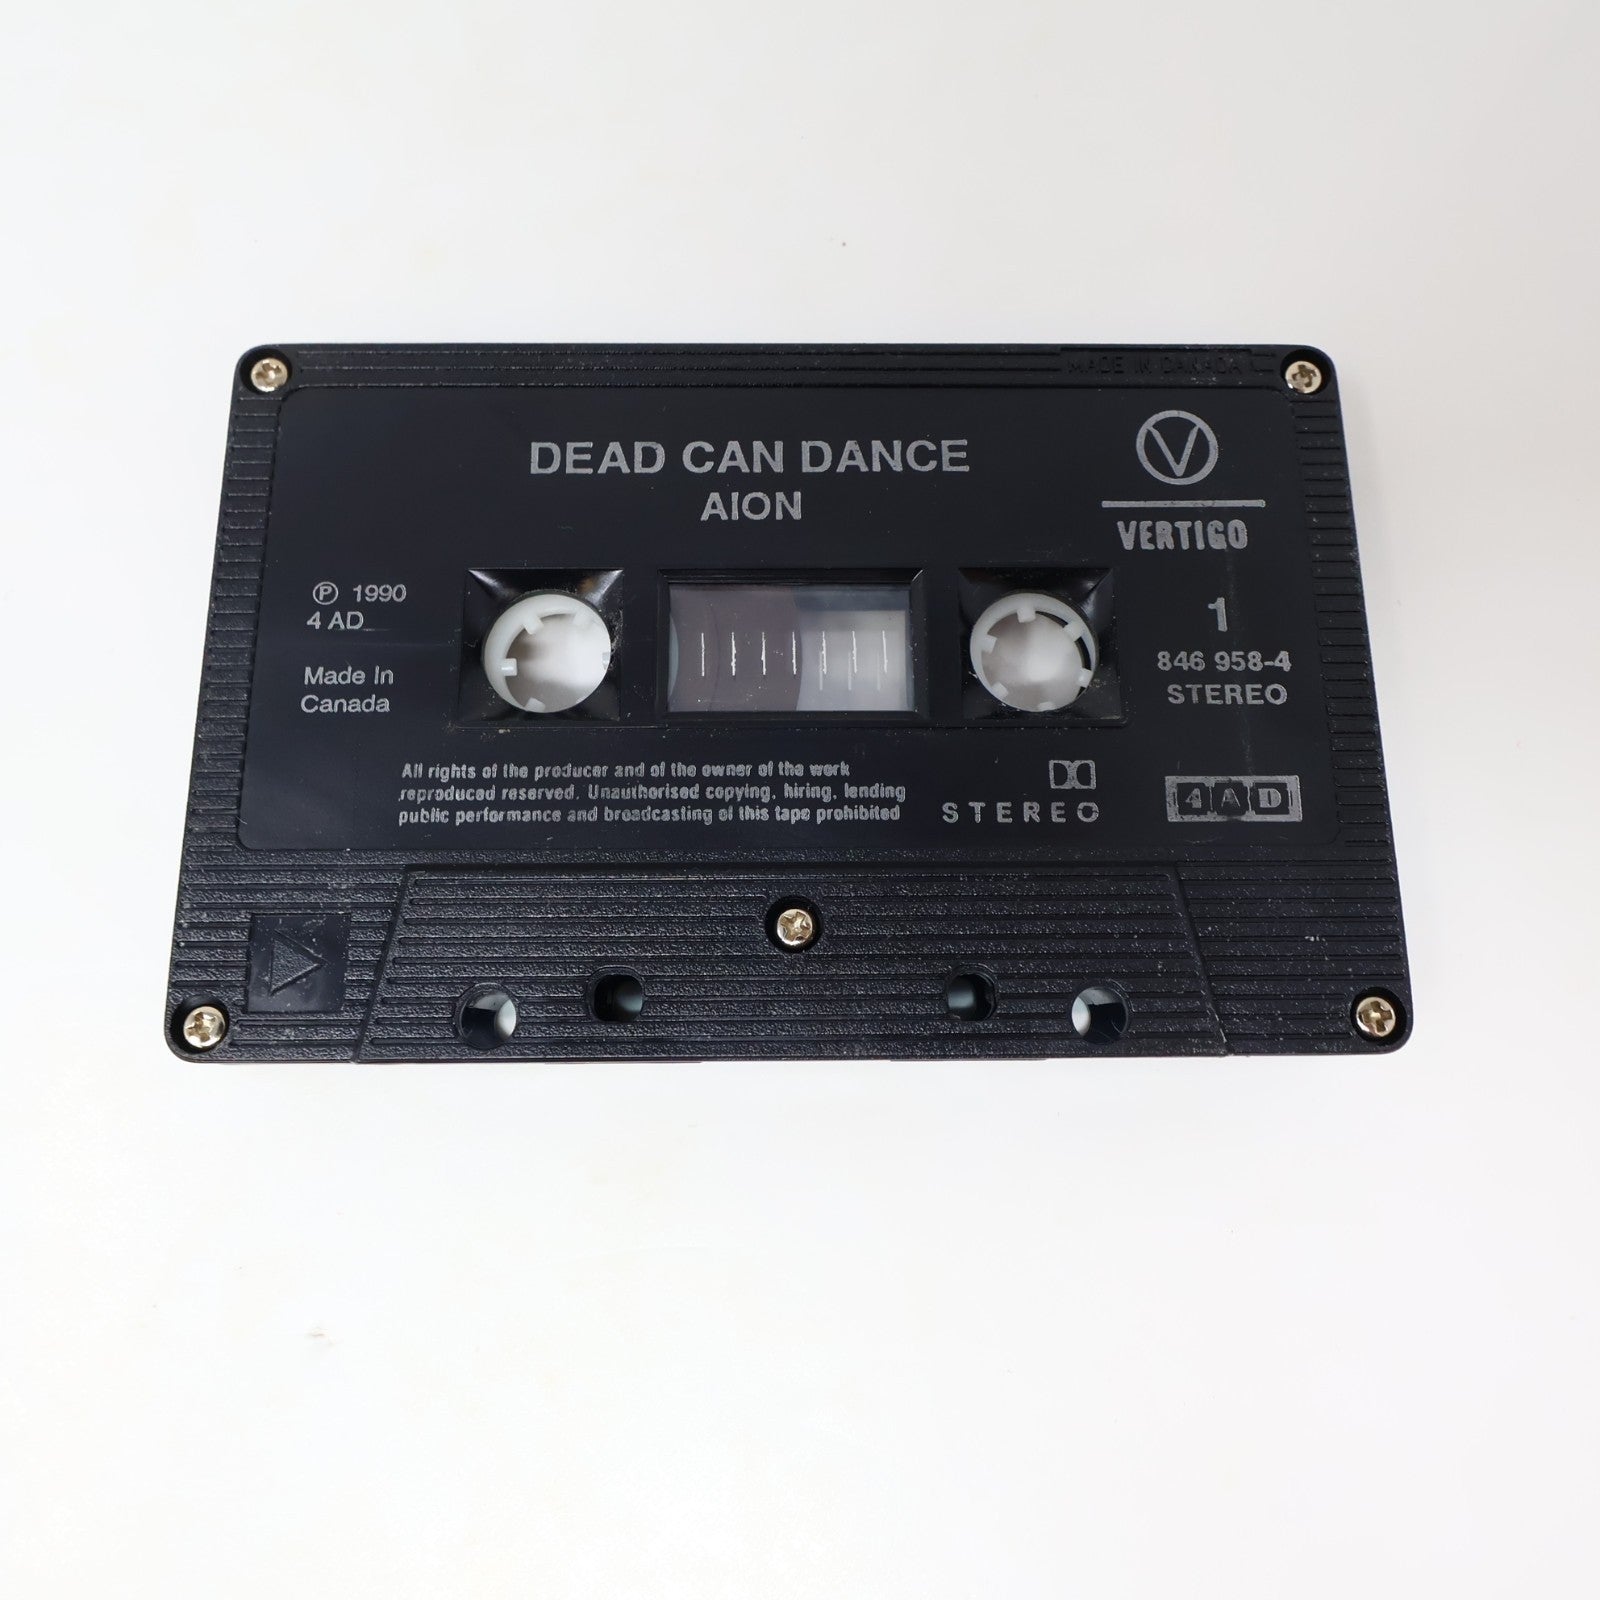 MADE IN CANADA
DEAD CAN DANCE
AION
VERTIGO
℗ 1990
4 AD
Made In
Canada
1
846 958-4
STEREO
All rights of the producer and of the owner of the work
reproduced reserved. Unauthorised copying, hiring, lending
public performance and broadcasting of this tape prohibited
STEREO
4AD